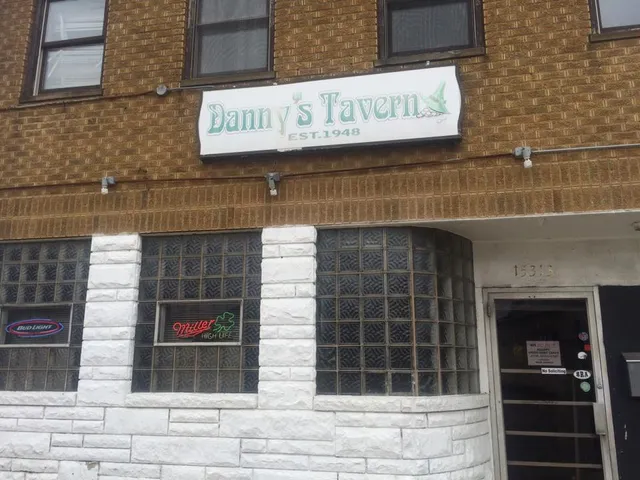 Danny's Tavern
EST. 1948
BUD LIGHT
Miller
HIGH LIFE
No Soliciting